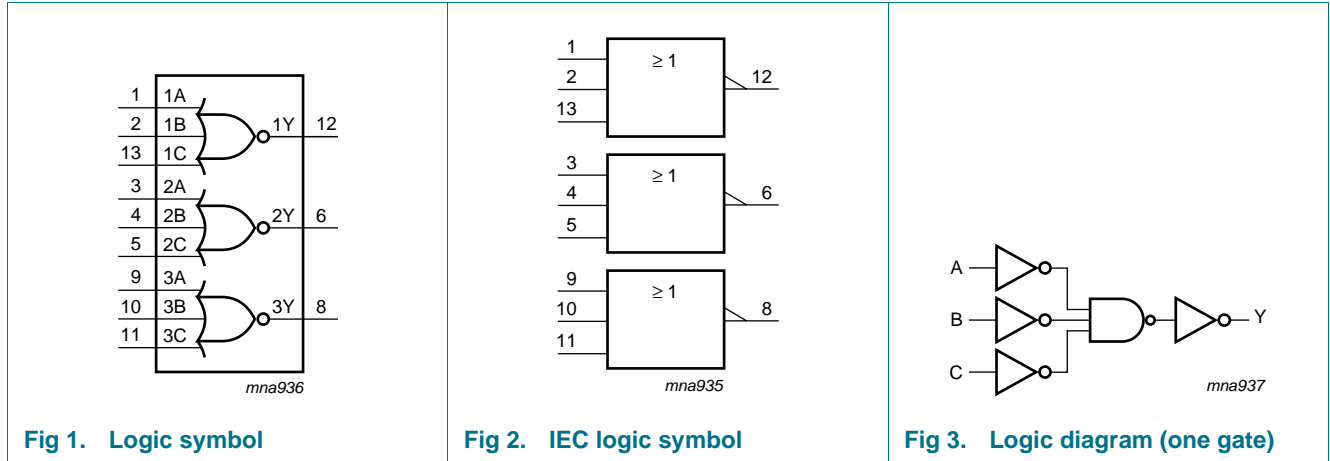 1 1A
2 1B 1Y 12
13 1C
3 2A
4 2B 2Y 6
5 2C
9 3A
10 3B 3Y 8
11 3C
mna936
Fig 1. Logic symbol
1 ≥ 1
2 12
13
3 ≥ 1
4 6
5
9 ≥ 1
10 8
11
mna935
Fig 2. IEC logic symbol
A
B Y
C
mna937
Fig 3. Logic diagram (one gate)